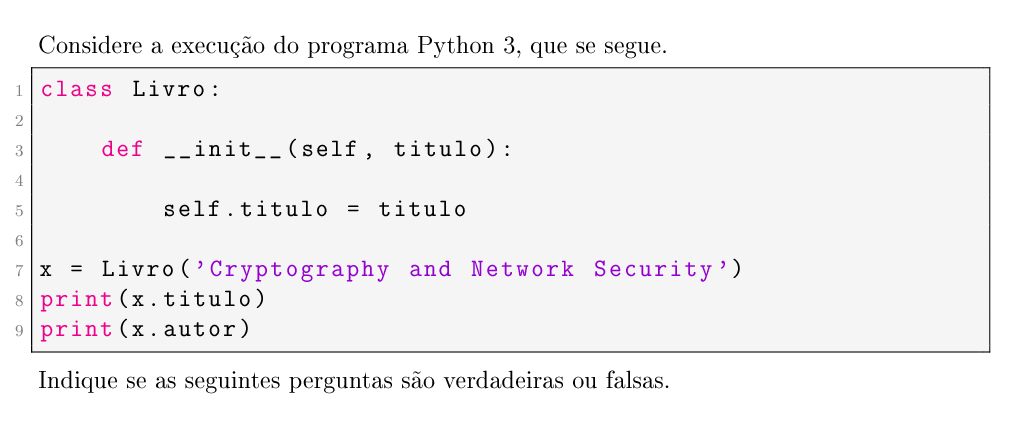 Considere a execução do programa Python 3, que se segue.
1 class Livro:
2
3     def __init__(self, titulo):
4
5         self.titulo = titulo
6
7 x = Livro('Cryptography and Network Security')
8 print(x.titulo)
9 print(x.autor)
Indique se as seguintes perguntas são verdadeiras ou falsas.